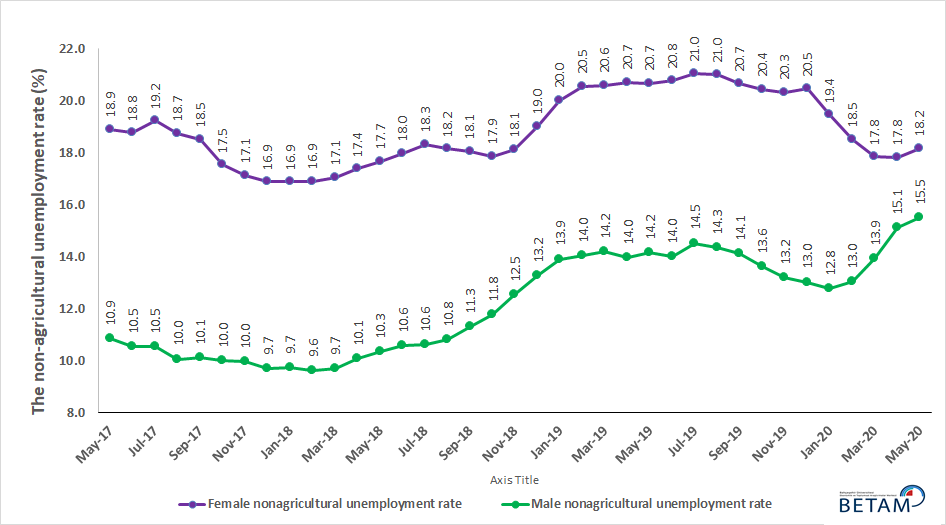 The non-agricultural unemployment rate (%)
22.0
20.0
18.0
16.0
14.0
12.0
10.0
8.0
18.9 18.8 19.2 18.7 18.5 17.5 17.1 16.9 16.9 16.9 17.1 17.4 17.7 18.0 18.3 18.2 18.1 17.9 18.1 19.0 20.0 20.5 20.6 20.7 20.7 20.8 21.0 21.0 20.7 20.4 20.3 20.5 19.4 18.5 17.8 17.8 18.2
10.9 10.5 10.5 10.0 10.1 10.0 10.0 9.7 9.7 9.6 9.7 10.1 10.3 10.6 10.6 10.8 11.3 11.8 12.5 13.2 13.9 14.0 14.2 14.0 14.2 14.0 14.5 14.3 14.1 13.6 13.2 13.0 12.8 13.0 13.9 15.1 15.5
May-17 Jul-17 Sep-17 Nov-17 Jan-18 Mar-18 May-18 Jul-18 Sep-18 Nov-18 Jan-19 Mar-19 May-19 Jul-19 Sep-19 Nov-19 Jan-20 Mar-20 May-20
Axis Title
Female nonagricultural unemployment rate Male nonagricultural unemployment rate
BETAM